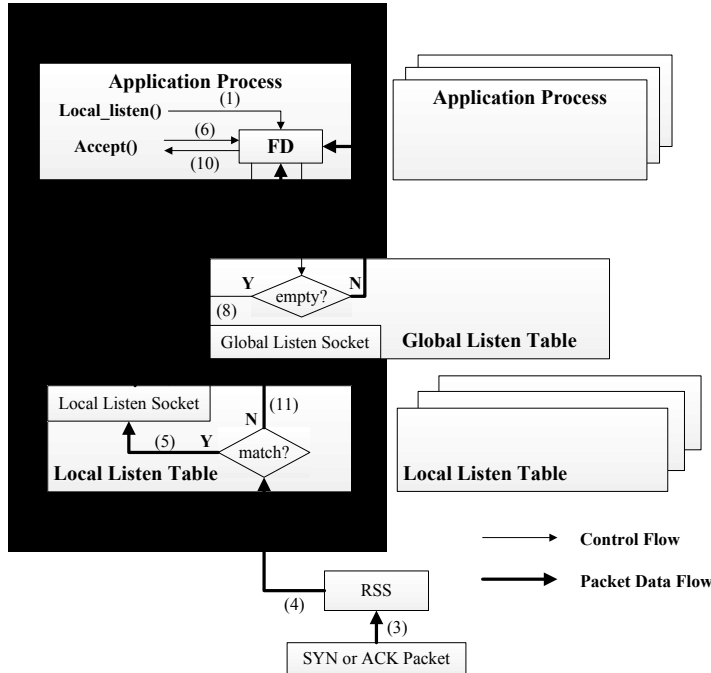 Application Process
Application Process
(1)
Local_listen()
(6)
Accept()
FD
(10)
Y
N
empty?
(8)
Global Listen Socket
Global Listen Table
Local Listen Socket
(11)
N
(5)
Y
match?
Local Listen Table
Local Listen Table
Control Flow
RSS
Packet Data Flow
(4)
(3)
SYN or ACK Packet